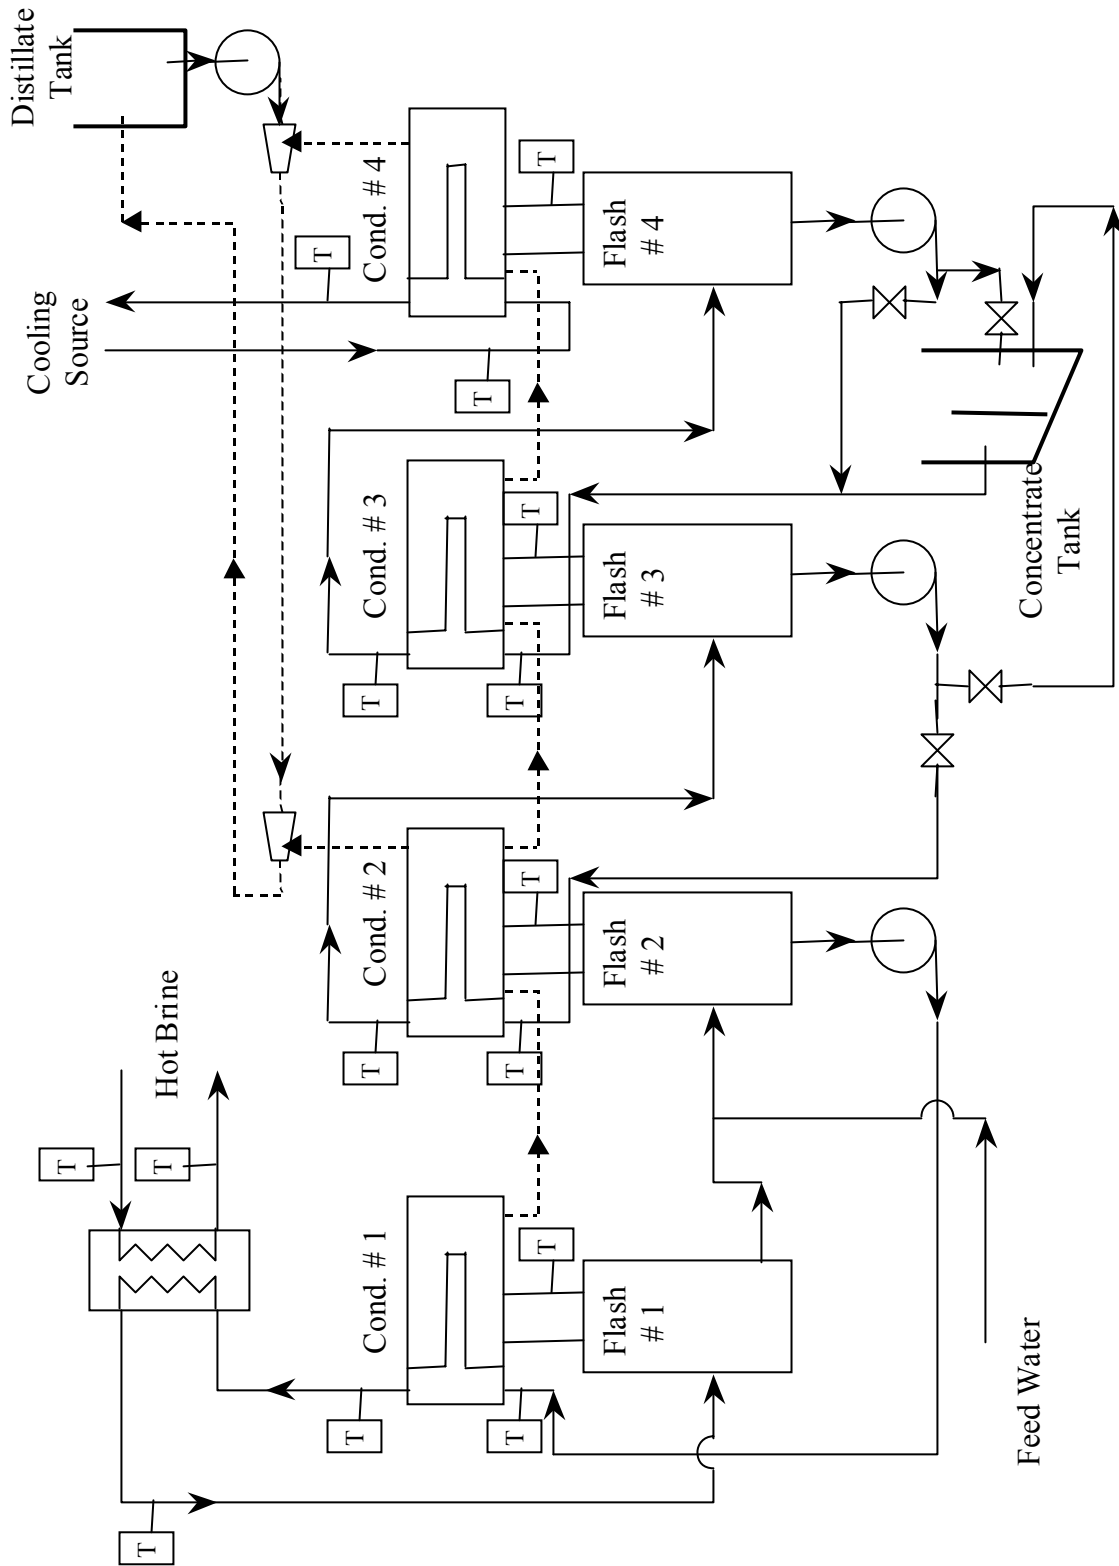 Distillate
Tank
Cooling
Source
T
T
T
Hot Brine
T
T
Cond. # 1
T
Cond. # 2
T
Cond. # 3
Cond. # 4
T
T
T
T
T
T
T
T
Flash
# 1
Flash
# 2
Flash
# 3
Flash
# 4
Feed Water
Concentrate
Tank